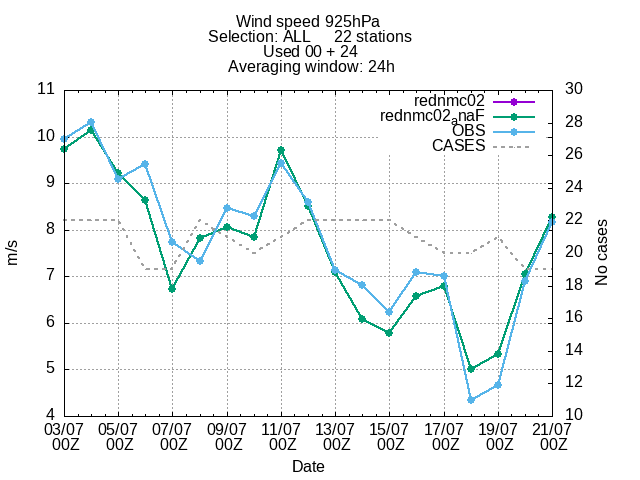 Wind speed 925hPa
Selection: ALL 22 stations
Used 00 + 24
Averaging window: 24h
rednmc02
rednmc02_anaF
OBS
CASES
11
10
9
8
7
6
5
4
m/s
30
28
26
24
22
20
18
16
14
12
10
No cases
03/07 05/07 07/07 09/07 11/07 13/07 15/07 17/07 19/07 21/07
00Z 00Z 00Z 00Z 00Z 00Z 00Z 00Z 00Z 00Z
Date